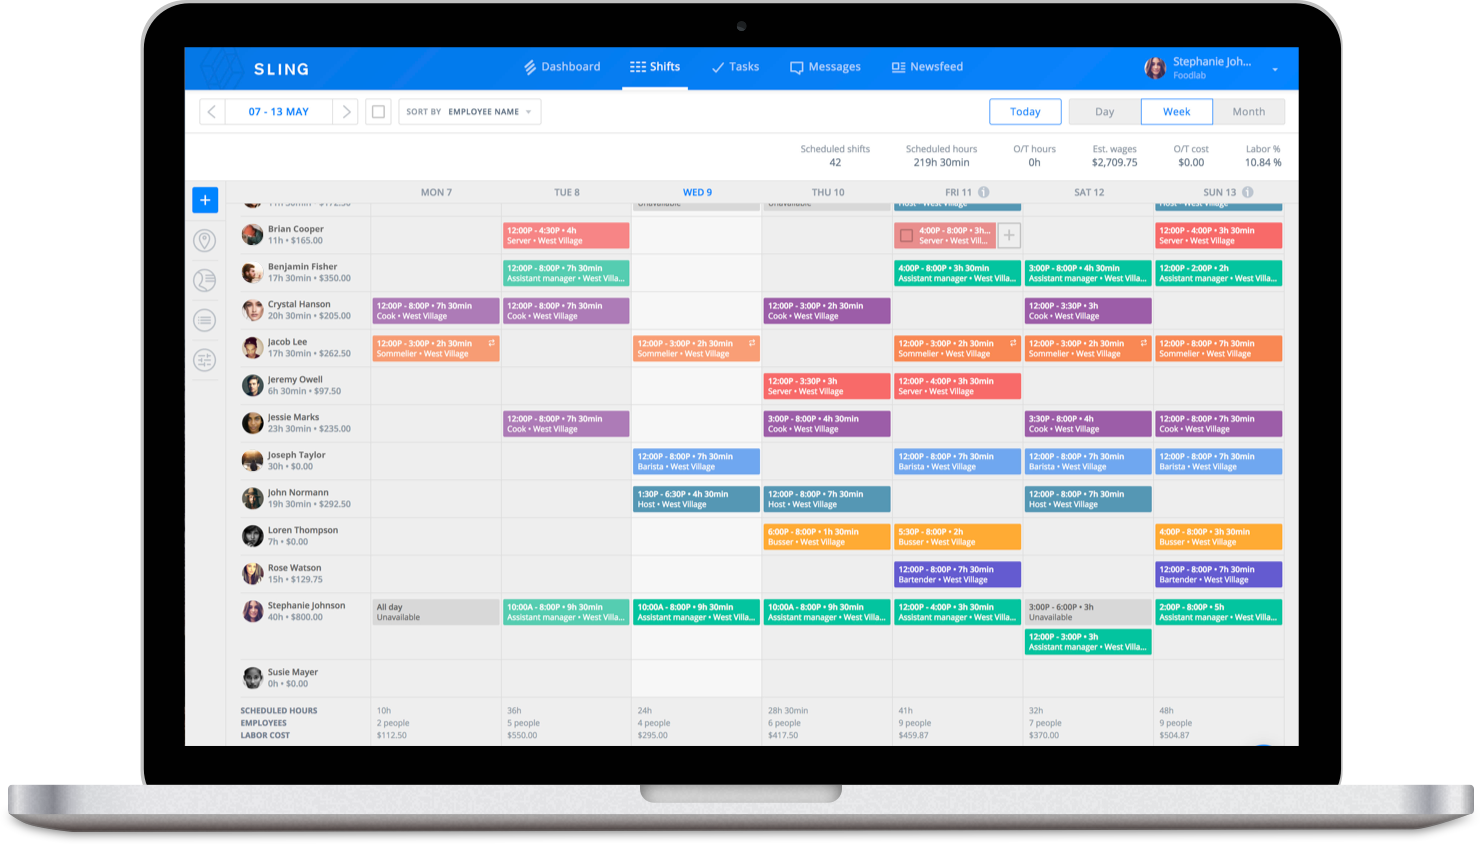 SLING
Dashboard
Shifts
Tasks
Messages
Newsfeed
Stephanie Joh...
Foodlab
07 - 13 MAY
SORT BY EMPLOYEE NAME
Today
Day
Week
Month
Scheduled shifts
42
Scheduled hours
219h 30min
O/T hours
0h
Est. wages
$2,709.75
O/T cost
$0.00
Labor %
10.84 %
MON 7
TUE 8
WED 9
THU 10
FRI 11
SAT 12
SUN 13
Unavailable
Unavailable
Host • West Village
Host • West Village
Brian Cooper
11h • $165.00
12:00P - 4:30P • 4h
Server • West Village
4:00P - 8:00P • 3h...
Server • West Vill...
12:00P - 4:00P • 3h 30min
Server • West Village
Benjamin Fisher
17h 30min • $350.00
12:00P - 8:00P • 7h 30min
Assistant manager • West Villa...
4:00P - 8:00P • 3h 30min
Assistant manager • West Villa...
3:00P - 8:00P • 4h 30min
Assistant manager • West Villa...
12:00P - 2:00P • 2h
Assistant manager • West Villa...
Crystal Hanson
20h 30min • $205.00
12:00P - 8:00P • 7h 30min
Cook • West Village
12:00P - 8:00P • 7h 30min
Cook • West Village
12:00P - 3:00P • 2h 30min
Cook • West Village
12:00P - 3:30P • 3h
Cook • West Village
Jacob Lee
17h 30min • $262.50
12:00P - 3:00P • 2h 30min
Sommelier • West Village
12:00P - 3:00P • 2h 30min
Sommelier • West Village
12:00P - 3:00P • 2h 30min
Sommelier • West Village
12:00P - 3:00P • 2h 30min
Sommelier • West Village
12:00P - 8:00P • 7h 30min
Sommelier • West Village
Jeremy Owell
6h 30min • $97.50
12:00P - 3:30P • 3h
Server • West Village
12:00P - 4:00P • 3h 30min
Server • West Village
Jessie Marks
23h 30min • $235.00
12:00P - 8:00P • 7h 30min
Cook • West Village
3:00P - 8:00P • 4h 30min
Cook • West Village
3:30P - 8:00P • 4h
Cook • West Village
12:00P - 8:00P • 7h 30min
Cook • West Village
Joseph Taylor
30h • $0.00
12:00P - 8:00P • 7h 30min
Barista • West Village
12:00P - 8:00P • 7h 30min
Barista • West Village
12:00P - 8:00P • 7h 30min
Barista • West Village
12:00P - 8:00P • 7h 30min
Barista • West Village
John Normann
19h 30min • $292.50
1:30P - 6:30P • 4h 30min
Host • West Village
12:00P - 8:00P • 7h 30min
Host • West Village
12:00P - 8:00P • 7h 30min
Host • West Village
Loren Thompson
7h • $0.00
6:00P - 8:00P • 1h 30min
Busser • West Village
5:30P - 8:00P • 2h
Busser • West Village
4:00P - 8:00P • 3h 30min
Busser • West Village
Rose Watson
15h • $129.75
12:00P - 8:00P • 7h 30min
Bartender • West Village
12:00P - 8:00P • 7h 30min
Bartender • West Village
Stephanie Johnson
40h • $800.00
All day
Unavailable
10:00A - 8:00P • 9h 30min
Assistant manager • West Villa...
10:00A - 8:00P • 9h 30min
Assistant manager • West Villa...
10:00A - 8:00P • 9h 30min
Assistant manager • West Villa...
12:00P - 4:00P • 3h 30min
Assistant manager • West Villa...
3:00P - 6:00P • 3h
Unavailable
2:00P - 8:00P • 5h
Assistant manager • West Villa...
12:00P - 3:00P • 3h
Assistant manager • West Villa...
Susie Mayer
0h • $0.00
SCHEDULED HOURS
10h
36h
24h
28h 30min
41h
32h
48h
EMPLOYEES
2 people
5 people
4 people
6 people
9 people
7 people
9 people
LABOR COST
$112.50
$550.00
$295.00
$417.50
$459.87
$370.00
$504.87